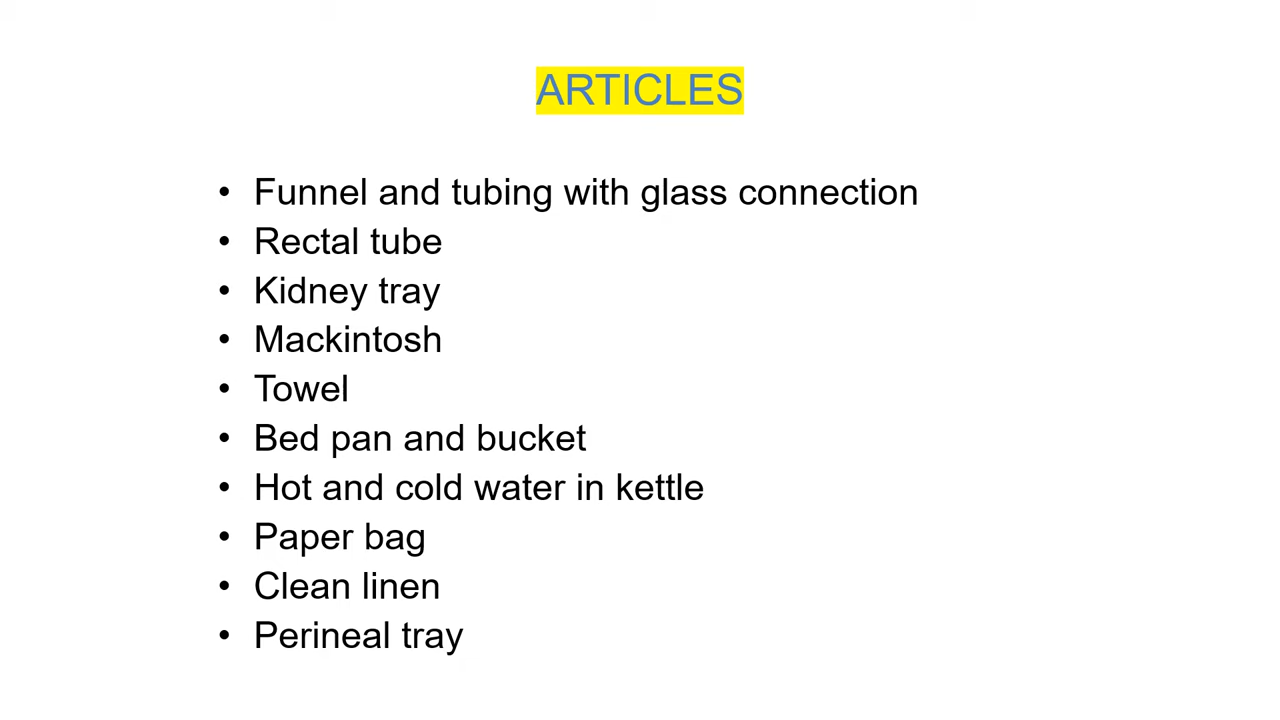 ARTICLES
• Funnel and tubing with glass connection
• Rectal tube
• Kidney tray
• Mackintosh
• Towel
• Bed pan and bucket
• Hot and cold water in kettle
• Paper bag
• Clean linen
• Perineal tray